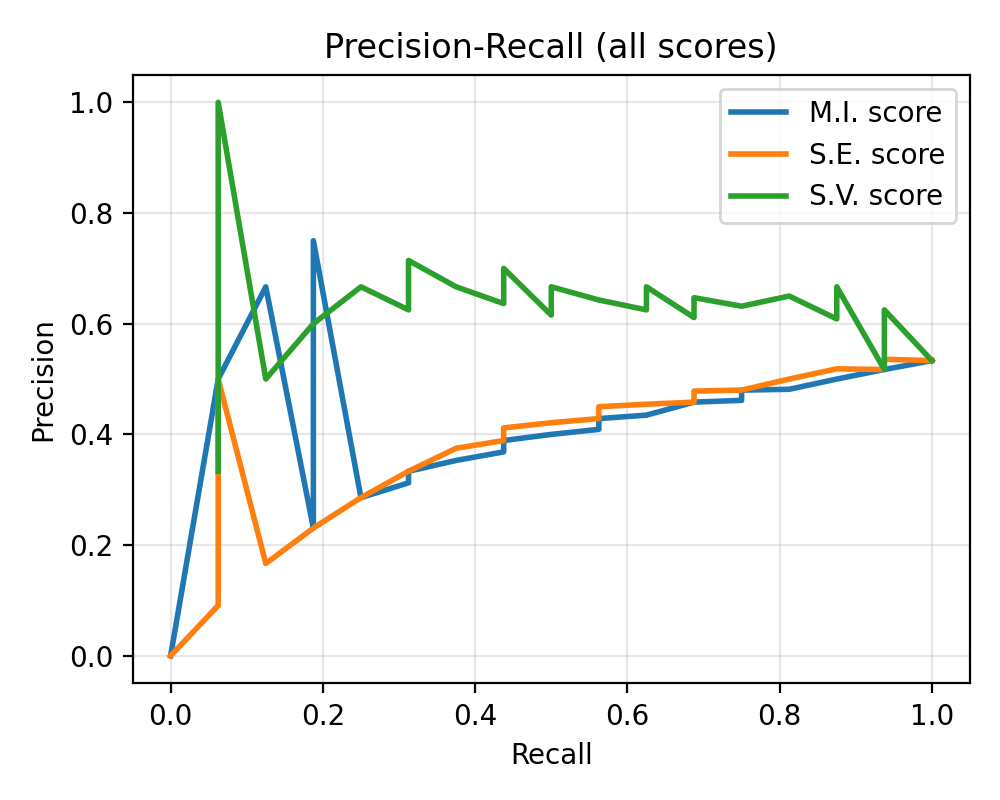 Precision-Recall (all scores)
M.I. score
S.E. score
S.V. score
Precision
1.0
0.8
0.6
0.4
0.2
0.0
0.0 0.2 0.4 0.6 0.8 1.0
Recall